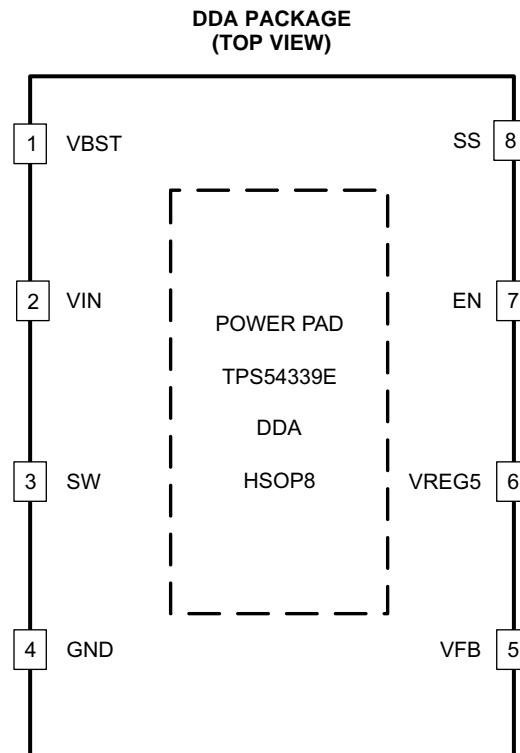 DDA PACKAGE
(TOP VIEW)
1 VBST SS 8
2 VIN EN 7
POWER PAD
TPS54339E
DDA
HSOP8
3 SW VREG5 6
4 GND VFB 5